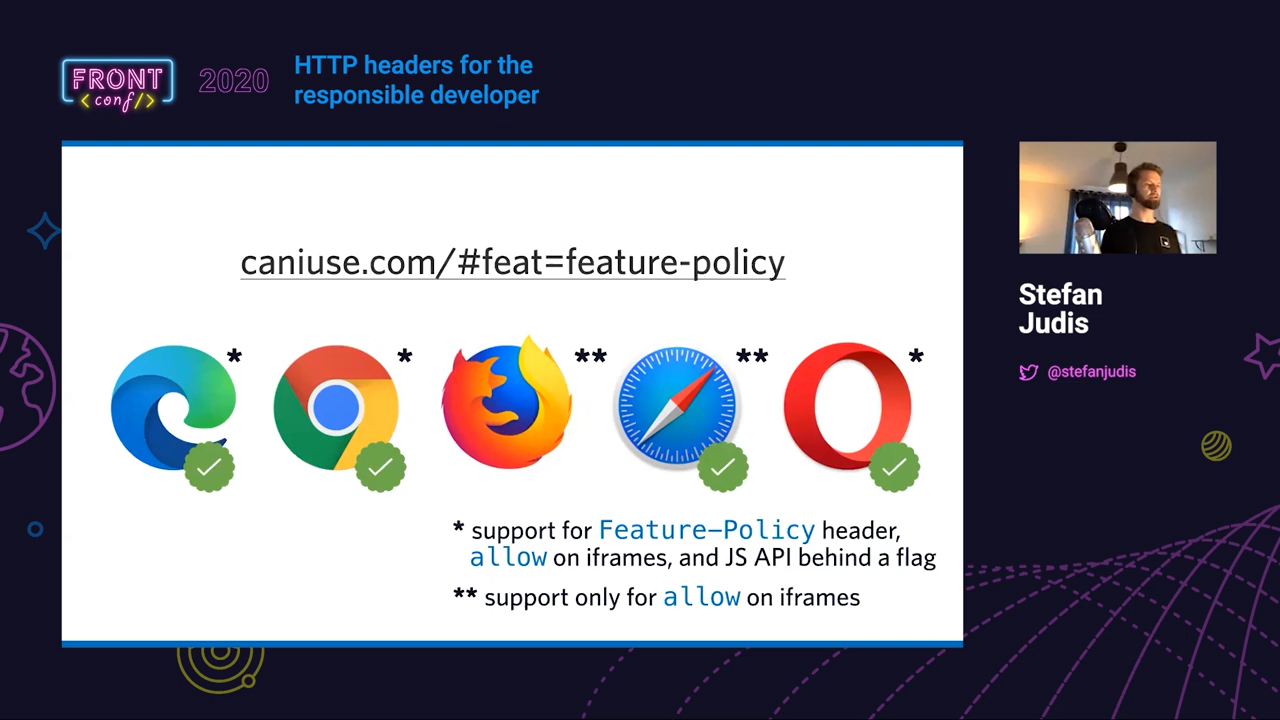 FRONT
<conf/>
2020
HTTP headers for the
responsible developer
caniuse.com/#feat=feature-policy
* * ** ** *
* support for Feature-Policy header,
allow on iframes, and JS API behind a flag
** support only for allow on iframes
Stefan
Judis
@stefanjudis